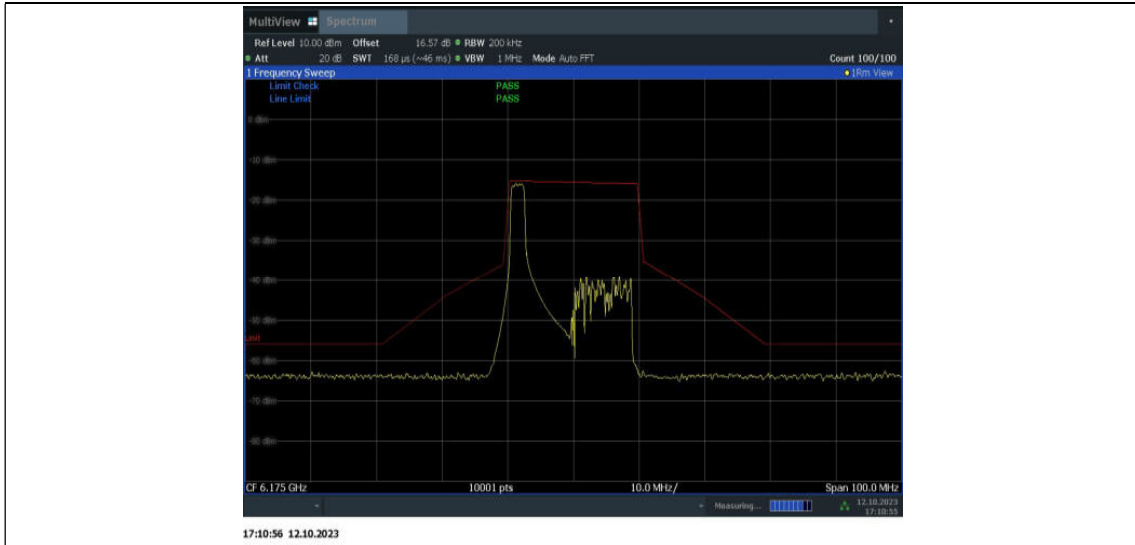 MultiView Spectrum
Ref Level 10.00 dBm Offset 16.57 dB RBW 200 kHz
Att 20 dB SWT 168 µs (~46 ms) VBW 1 MHz Mode Auto FFT Count 100/100
1 Frequency Sweep 1Rm View
Limit Check PASS
Line Limit PASS
0 dBm
-10 dBm
-20 dBm
-30 dBm
-40 dBm
-50 dBm
-60 dBm
-70 dBm
-80 dBm
CF 6.175 GHz 10001 pts 10.0 MHz/ Span 100.0 MHz
Measuring... 12.10.2023
17:10:55
17:10:56 12.10.2023